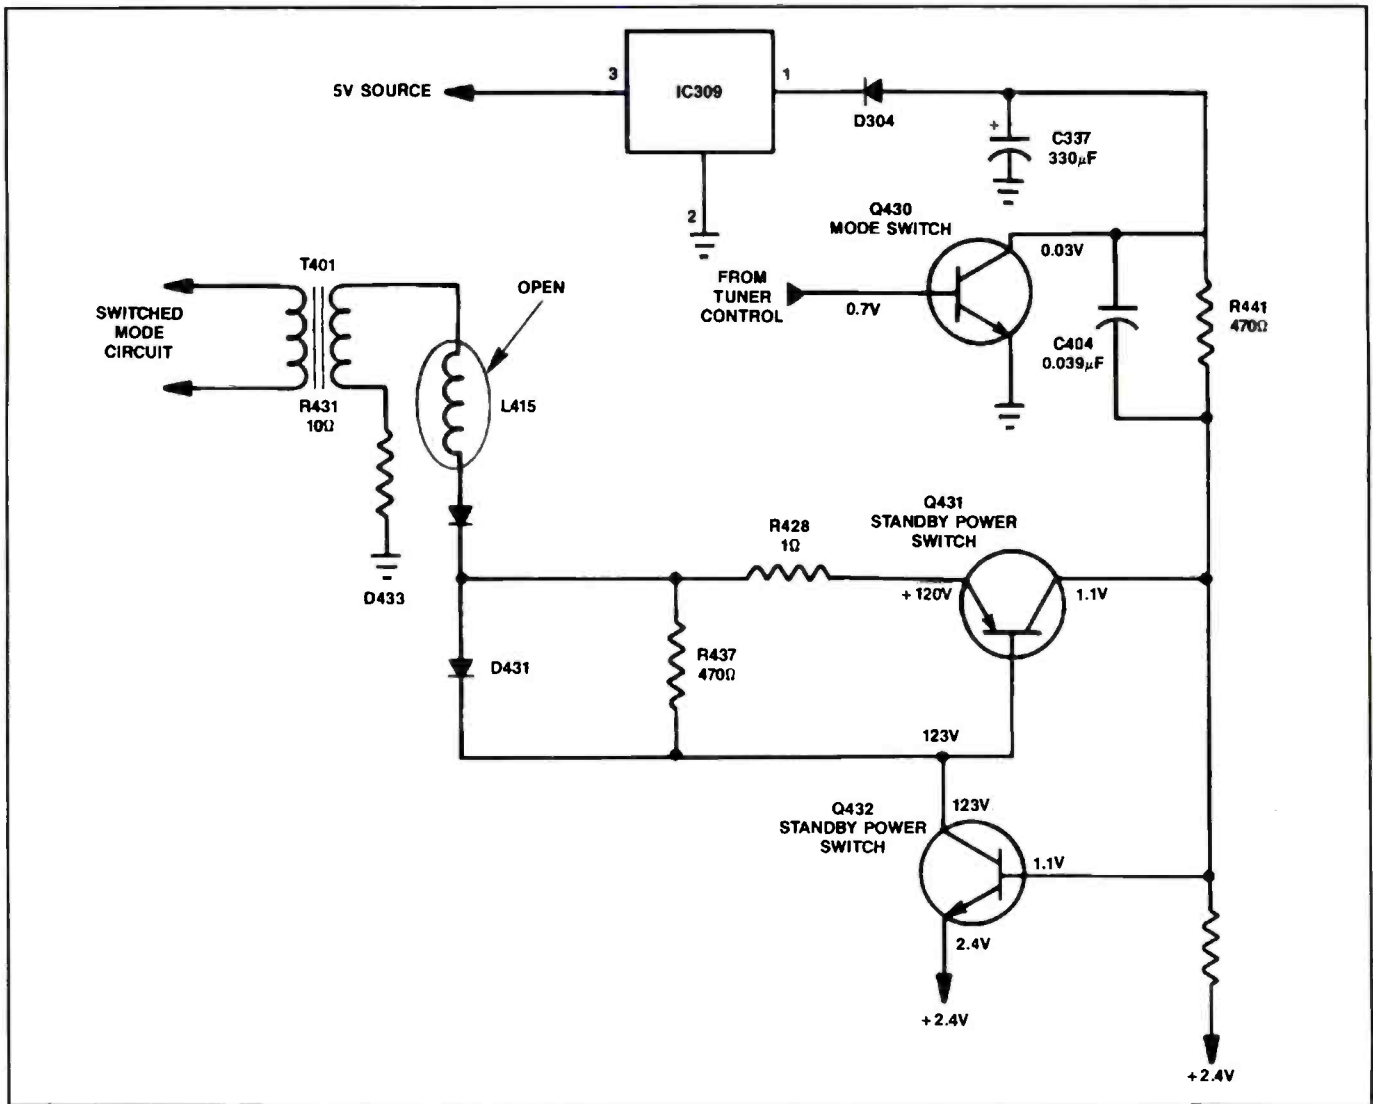 3
1
5V SOURCE
IC309
D304
+
C337
330µF
2
Q430
MODE SWITCH
0.03V
T401
OPEN
FROM
TUNER
CONTROL
0.7V
SWITCHED
MODE
CIRCUIT
R441
470Ω
C404
0.039µF
R431
10Ω
L415
Q431
STANDBY POWER
SWITCH
R428
1Ω
D433
+120V
1.1V
D431
R437
470Ω
123V
Q432
STANDBY POWER
SWITCH
123V
1.1V
2.4V
+2.4V
+2.4V